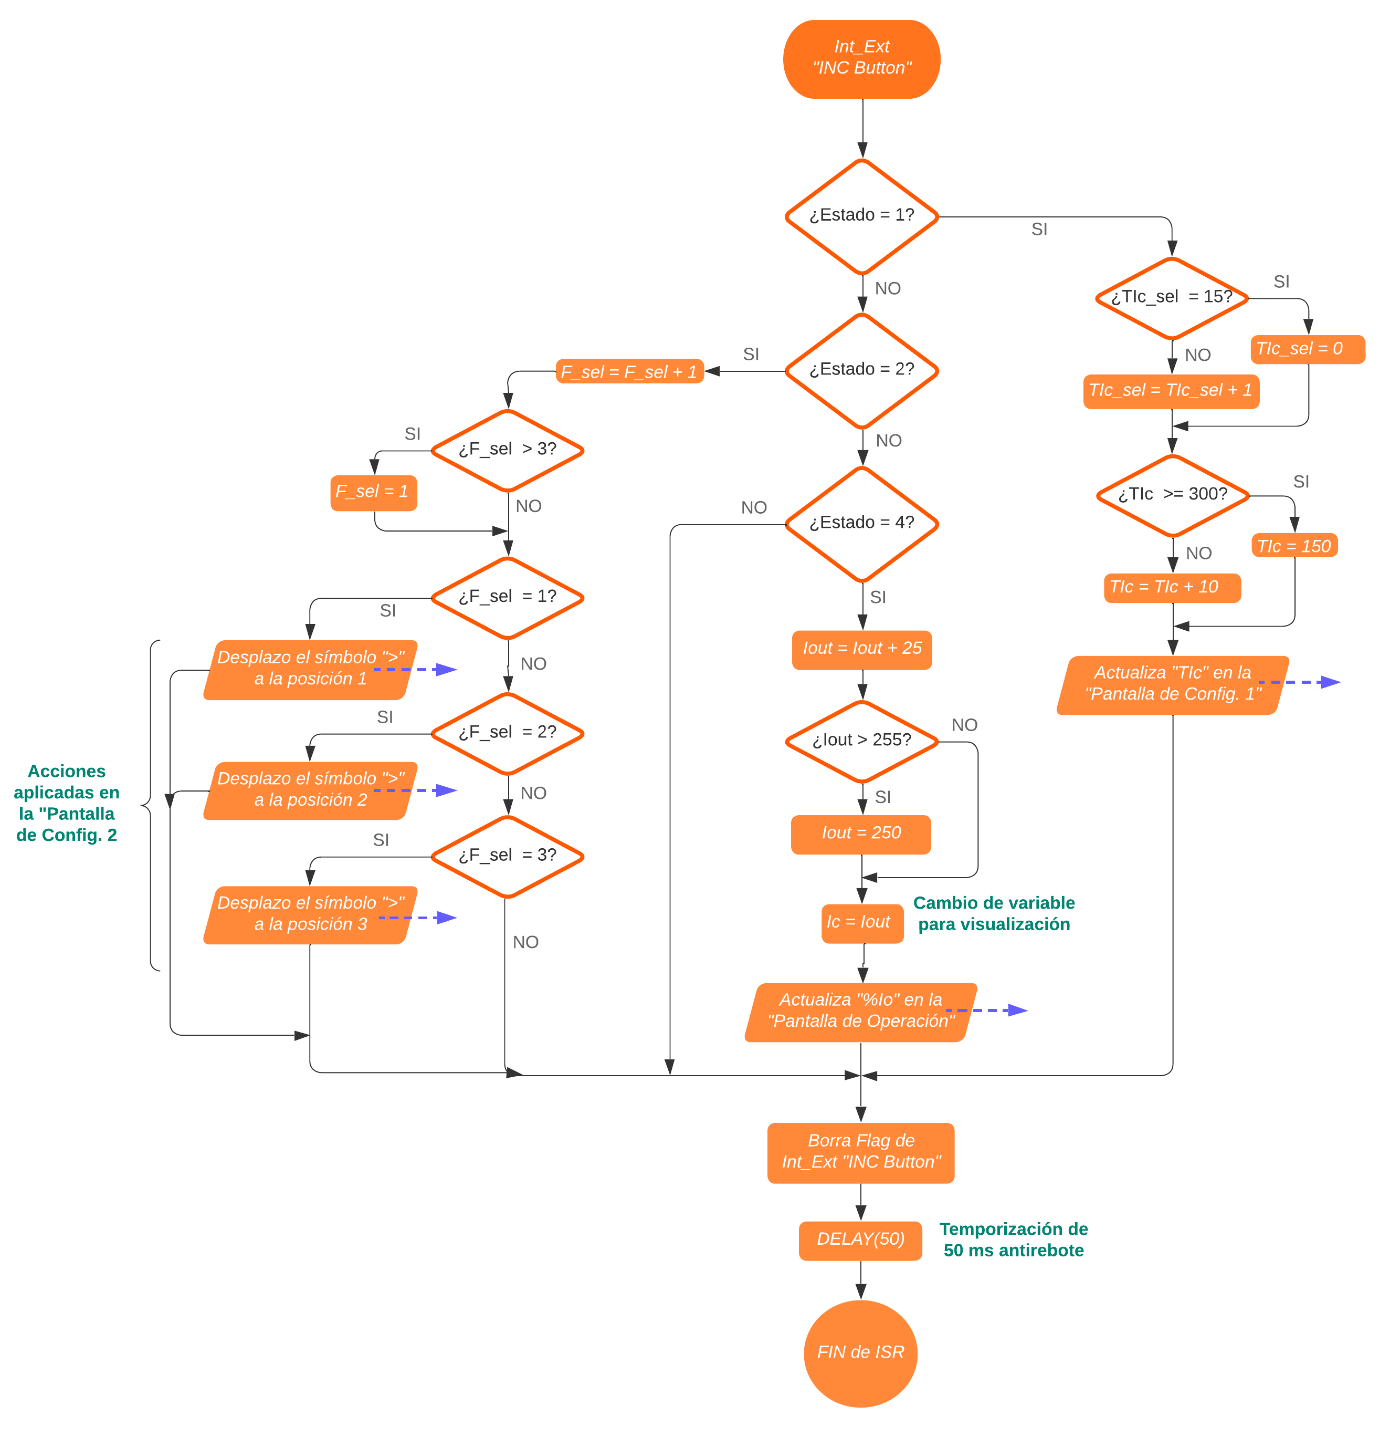 Int_Ext
"INC Button"
¿Estado = 1?
SI
NO
¿TIc_sel = 15?
SI
TIc_sel = 0
NO
TIc_sel = TIc_sel + 1
¿TIc >= 300?
SI
TIc = 150
NO
TIc = TIc + 10
Actualiza "TIc" en la
"Pantalla de Config. 1"
¿Estado = 2?
SI
NO
F_sel = F_sel + 1
¿F_sel > 3?
SI
F_sel = 1
NO
¿F_sel = 1?
SI
NO
Desplazo el símbolo ">"
a la posición 1
¿F_sel = 2?
SI
NO
Desplazo el símbolo ">"
a la posición 2
¿F_sel = 3?
SI
NO
Desplazo el símbolo ">"
a la posición 3
Acciones
aplicadas en
la "Pantalla
de Config. 2
¿Estado = 4?
NO
SI
Iout = Iout + 25
¿Iout > 255?
NO
SI
Iout = 250
Ic = Iout
Cambio de variable
para visualización
Actualiza "%Io" en la
"Pantalla de Operación"
Borra Flag de
Int_Ext "INC Button"
DELAY(50)
Temporización de
50 ms antirebote
FIN de ISR